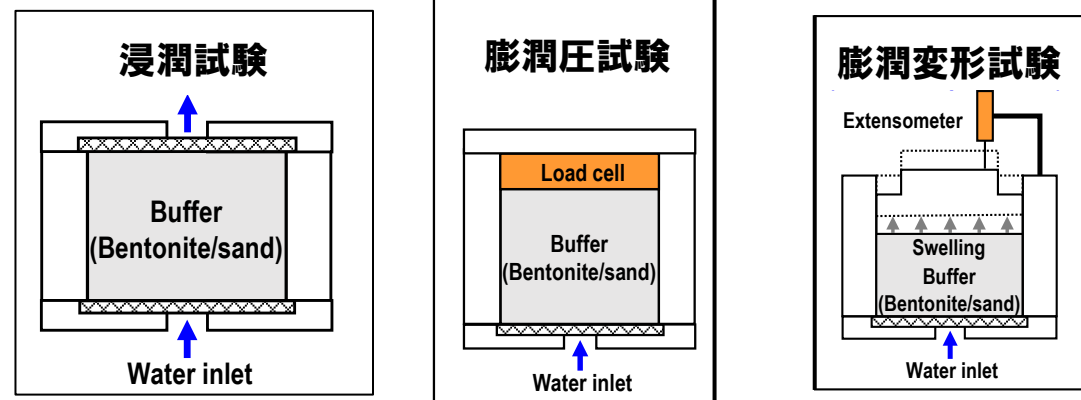 浸潤試験
Buffer
(Bentonite/sand)
Water inlet
膨潤圧試験
Load cell
Buffer
(Bentonite/sand)
Water inlet
膨潤変形試験
Extensometer
Swelling
Buffer
(Bentonite/sand)
Water inlet